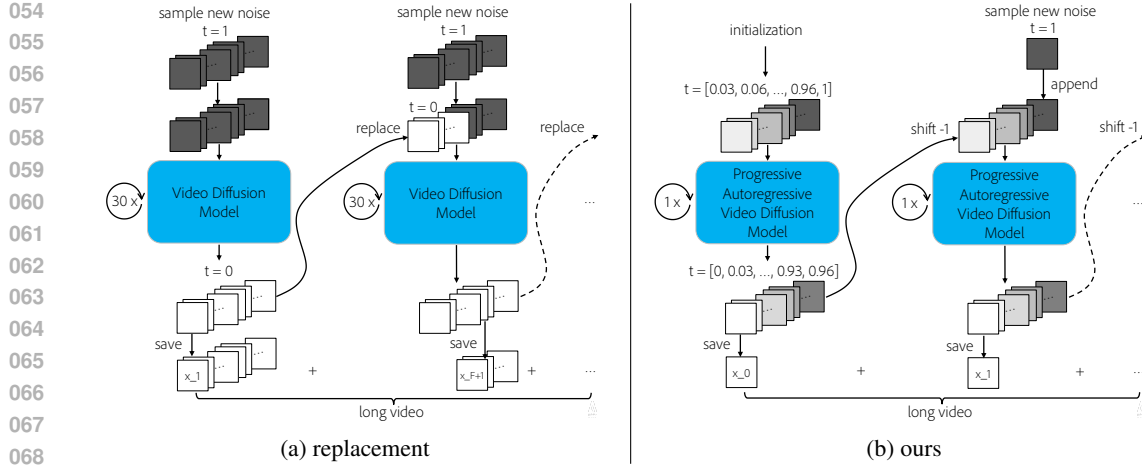 054
055
056
057
058
059
060
061
062
063
064
065
066
067
068
sample new noise
t = 1
sample new noise
t = 1
t = 0
replace
replace
Video Diffusion
Model
30 x
Video Diffusion
Model
30 x
...
t = 0
save
x_1
+
save
x_F+1
+
...
long video
(a) replacement
initialization
t = [0.03, 0.06, ..., 0.96, 1]
sample new noise
t = 1
append
shift -1
shift -1
Progressive
Autoregressive
Video Diffusion
Model
1 x
Progressive
Autoregressive
Video Diffusion
Model
1 x
...
t = [0, 0.03, ..., 0.93, 0.96]
save
x_0
+
save
x_1
+
...
long video
(b) ours